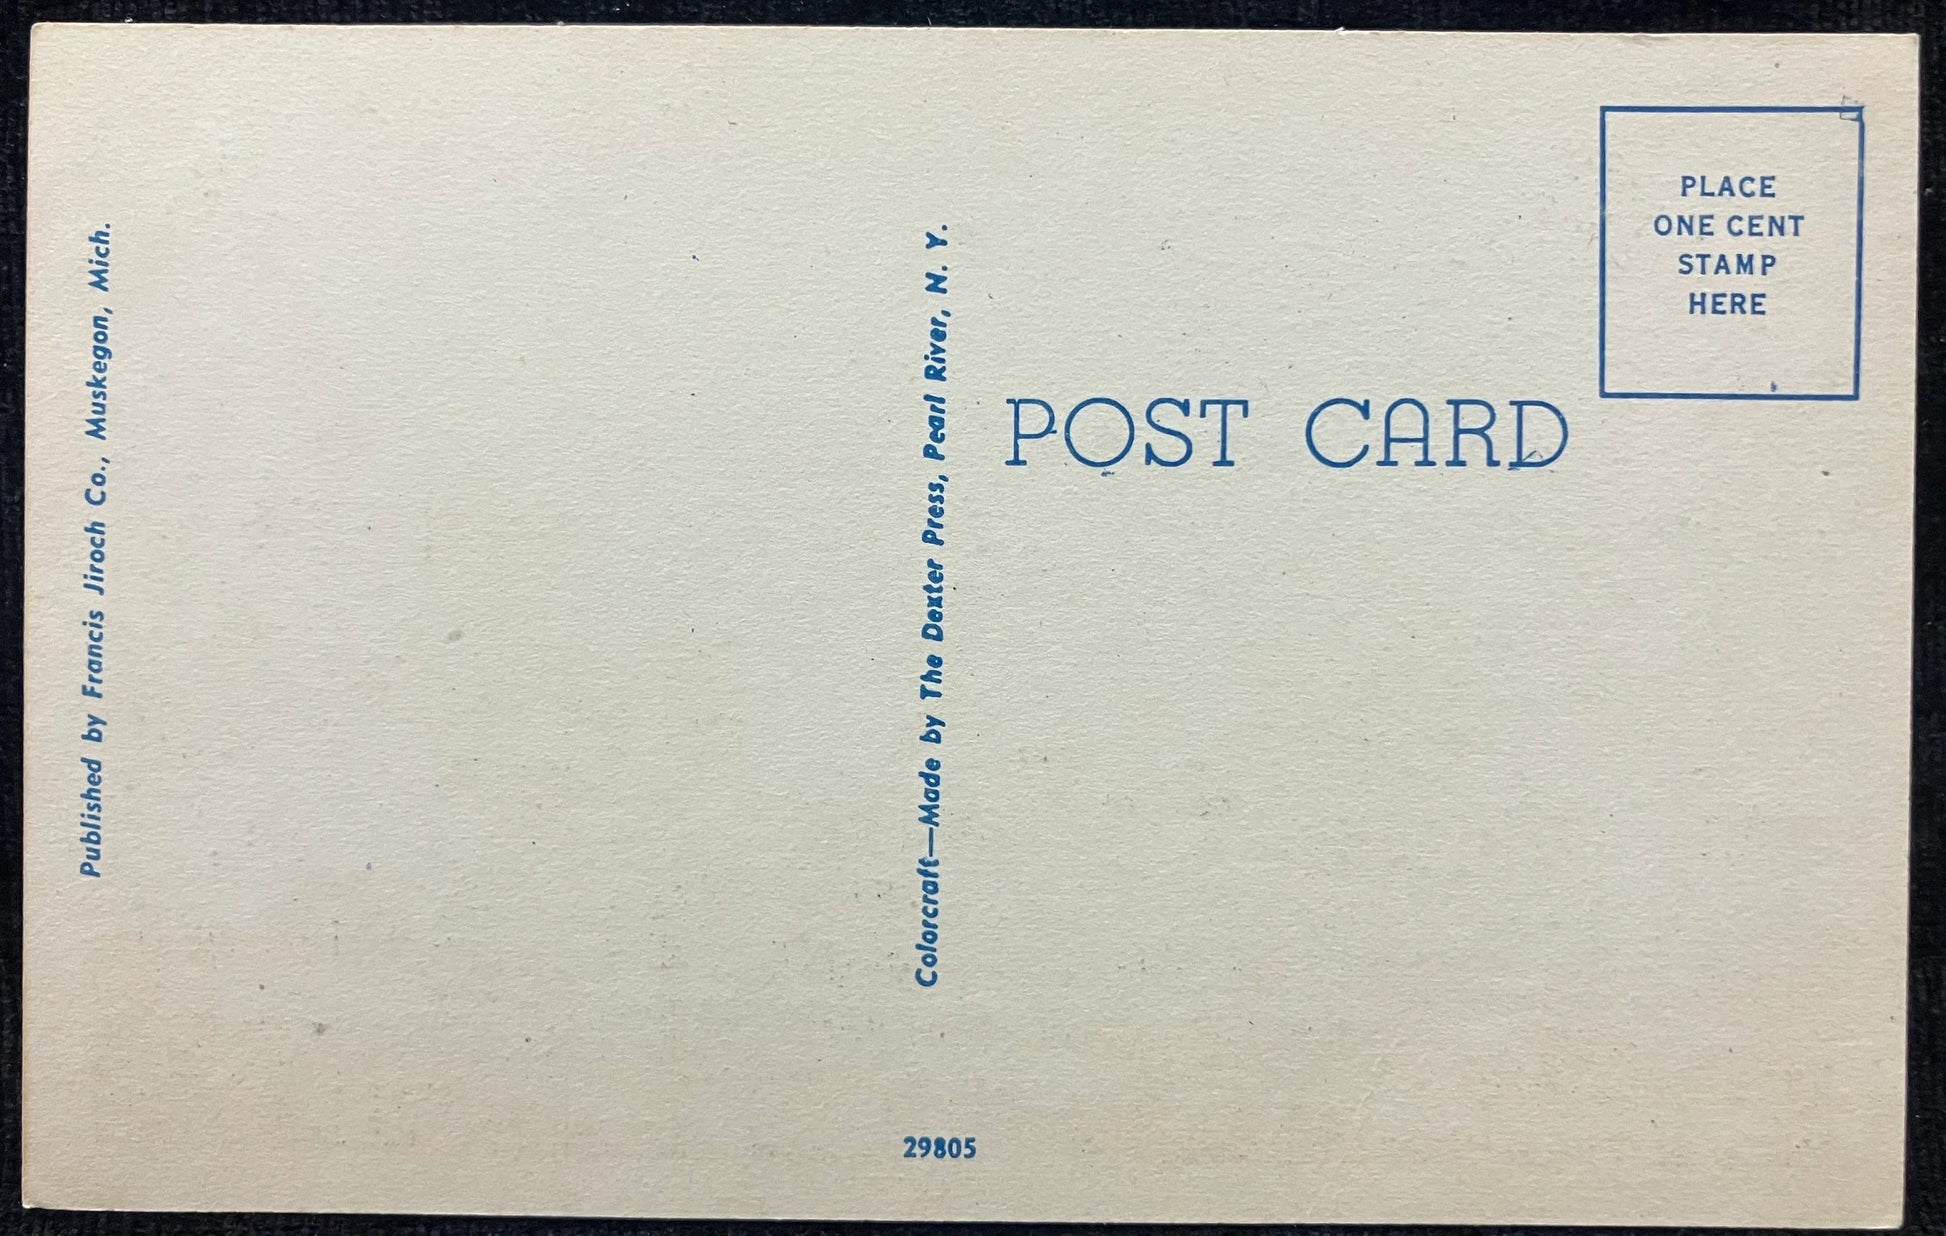 Published by Francis Jiroch Co., Muskegon, Mich.
Colorcraft—Made by The Dexter Press, Pearl River, N. Y.
POST CARD
PLACE
ONE CENT
STAMP
HERE
29805